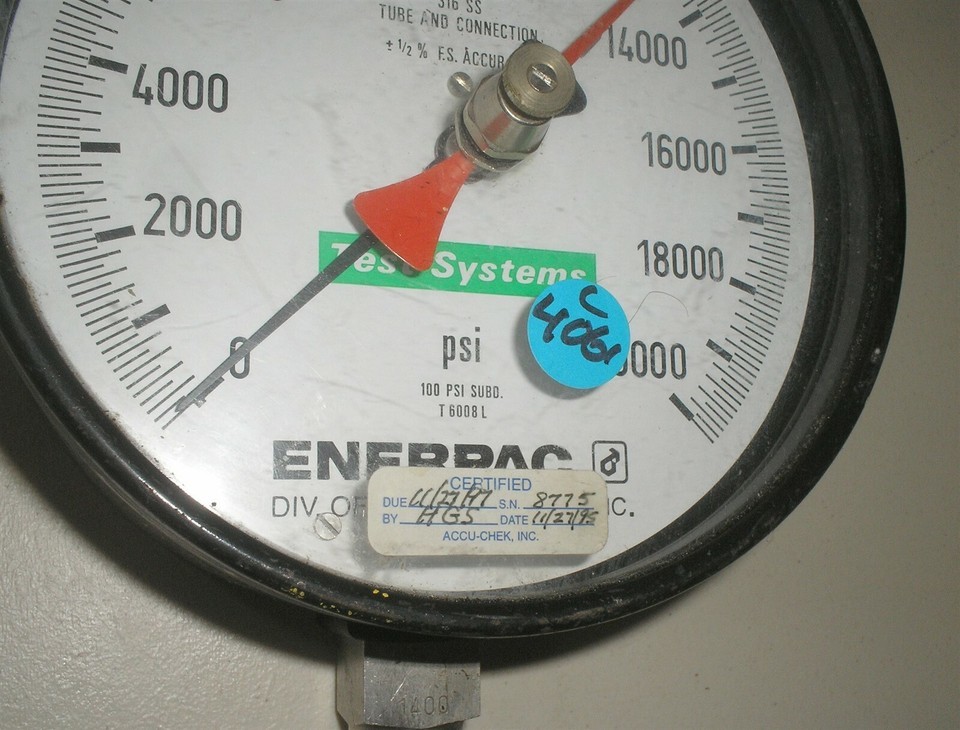 316 SS
TUBE AND CONNECTION
± 1/2 % F.S. ACCUR
14000
4000
16000
2000
Test Systems
18000
C
4061
0
psi
000
100 PSI SUBD.
T 6008 L
ENERPAC
DIV OF
C.
CERTIFIED
DUE 11/27/97 S.N. 8775
BY HGS DATE 11/27/95
ACCU-CHEK, INC.
1400